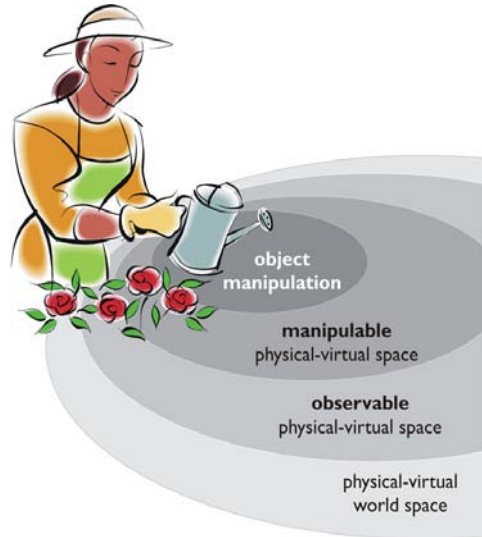 object
manipulation
manipulable
physical-virtual space
observable
physical-virtual space
physical-virtual
world space